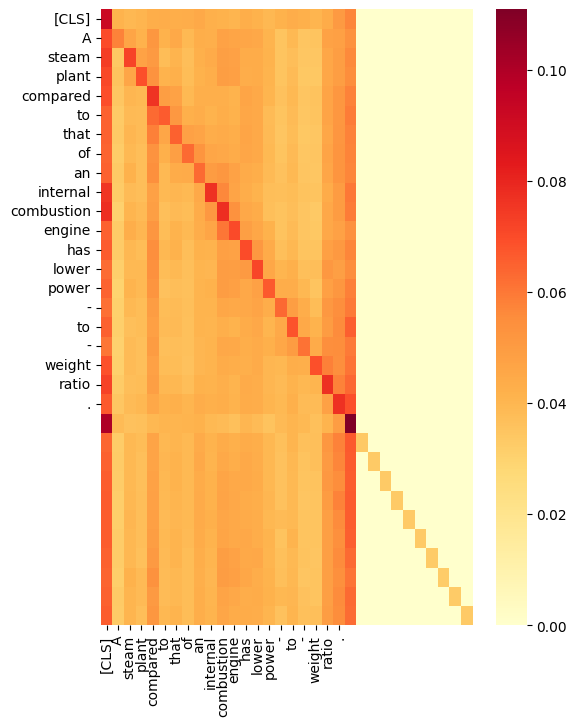 [CLS]
A
steam
plant
compared
to
that
of
an
internal
combustion
engine
has
lower
power
-
to
-
weight
ratio
.
0.10
0.08
0.06
0.04
0.02
0.00
[CLS]
A
steam
plant
compared
to
that
of
an
internal
combustion
engine
has
lower
power
-
to
-
weight
ratio
.